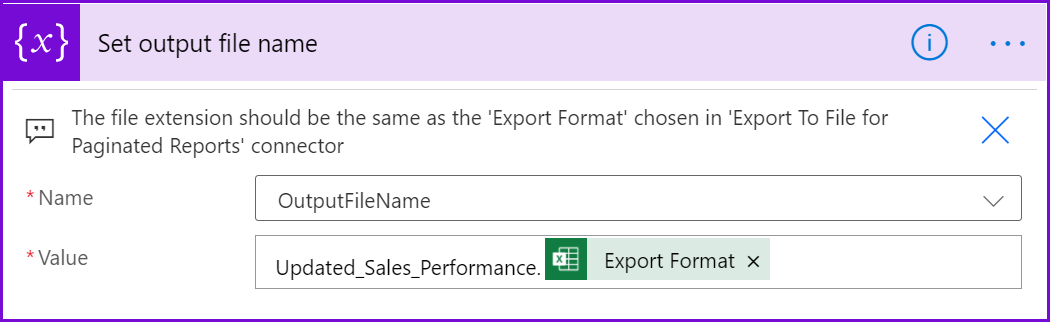 {x} Set output file name
The file extension should be the same as the 'Export Format' chosen in 'Export To File for
Paginated Reports' connector
* Name OutputFileName
* Value Updated_Sales_Performance. Export Format ×